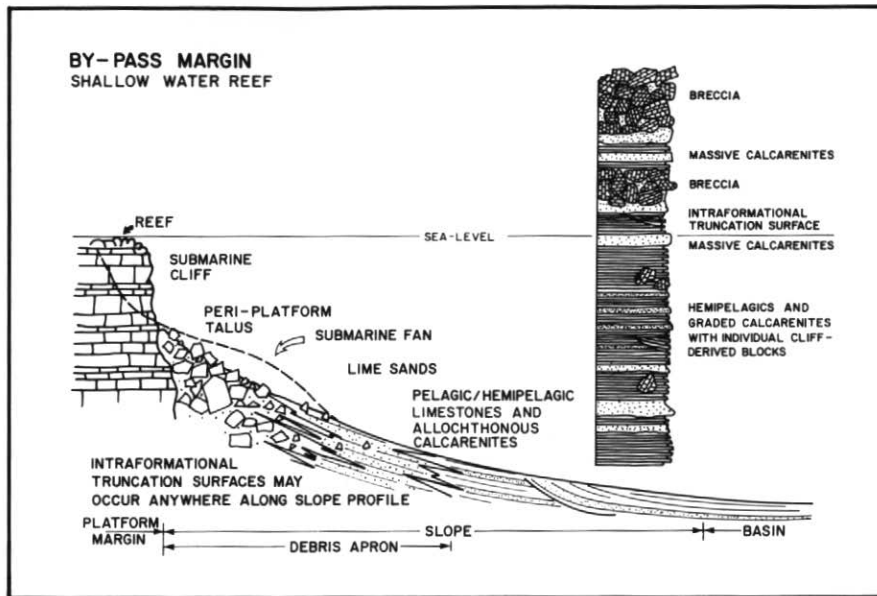 BY-PASS MARGIN
SHALLOW WATER REEF
REEF
SUBMARINE
CLIFF
SEA-LEVEL
PERI-PLATFORM
TALUS
SUBMARINE FAN
LIME SANDS
PELAGIC/HEMIPELAGIC
LIMESTONES AND
ALLOCHTHONOUS
CALCARENITES
INTRAFORMATIONAL
TRUNCATION SURFACES MAY
OCCUR ANYWHERE ALONG SLOPE PROFILE
PLATFORM
MARGIN
SLOPE
BASIN
DEBRIS APRON
BRECCIA
MASSIVE CALCARENITES
BRECCIA
INTRAFORMATIONAL
TRUNCATION SURFACE
MASSIVE CALCARENITES
HEMIPELAGICS AND
GRADED CALCARENITES
WITH INDIVIDUAL CLIFF-
DERIVED BLOCKS